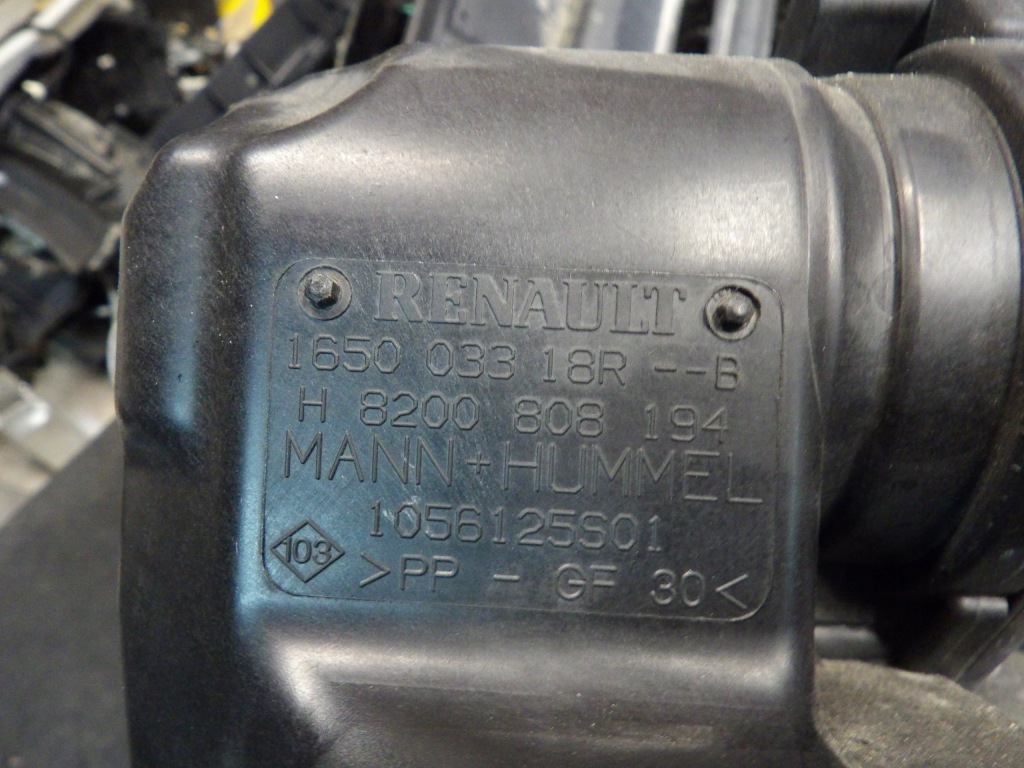 RENAULT
1650 033 18R --B
H 8200 808 194
MANN+HUMMEL
1056125S01
103
>PP - GF 30<